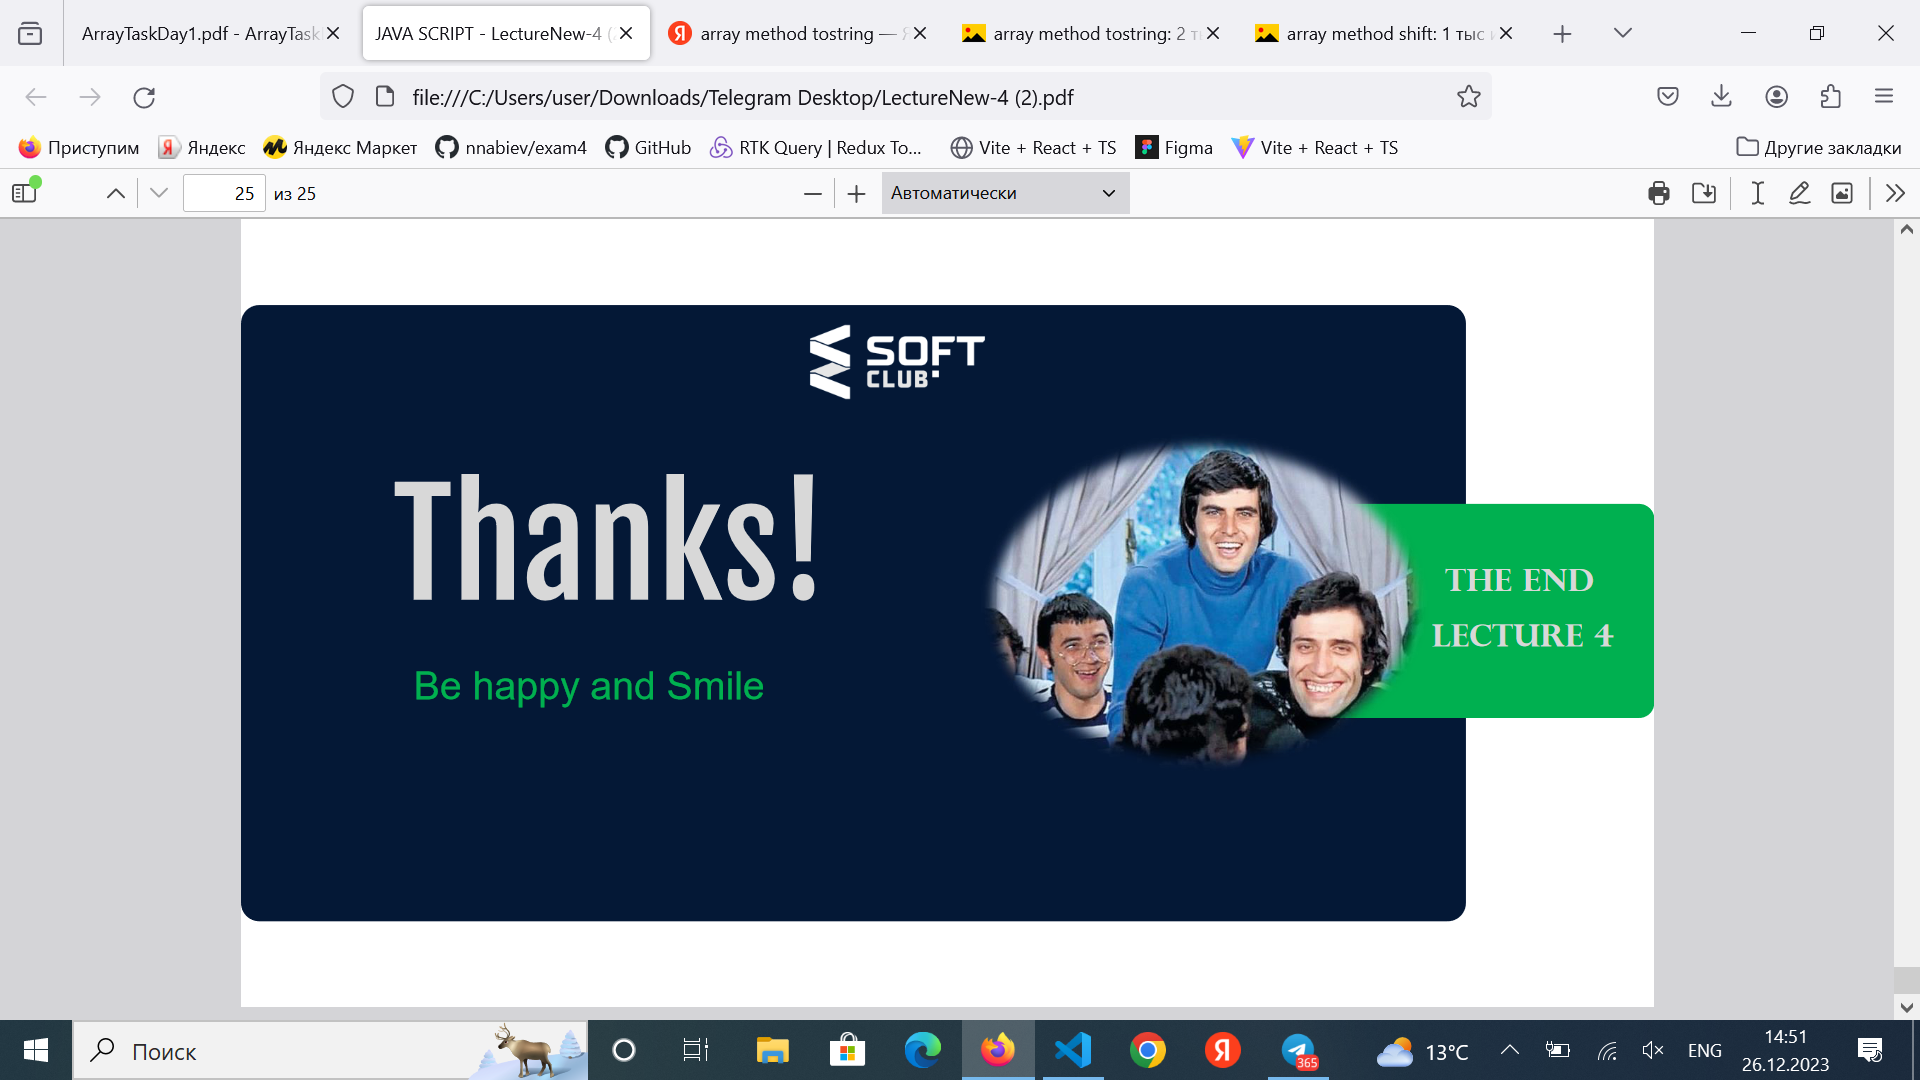 ArrayTaskDay1.pdf - ArrayTask
JAVA SCRIPT - LectureNew-4 (
array method tostring — Я
array method tostring: 2 т
array method shift: 1 тыс и
file:///C:/Users/user/Downloads/Telegram Desktop/LectureNew-4 (2).pdf
Приступим
Яндекс
Яндекс Маркет
nnabiev/exam4
GitHub
RTK Query | Redux To...
Vite + React + TS
Figma
Vite + React + TS
Другие закладки
25 из 25
Автоматически
SOFT
CLUB
Thanks!
Be happy and Smile
THE END
LECTURE 4
Поиск
365
13°C
ENG
14:51
26.12.2023